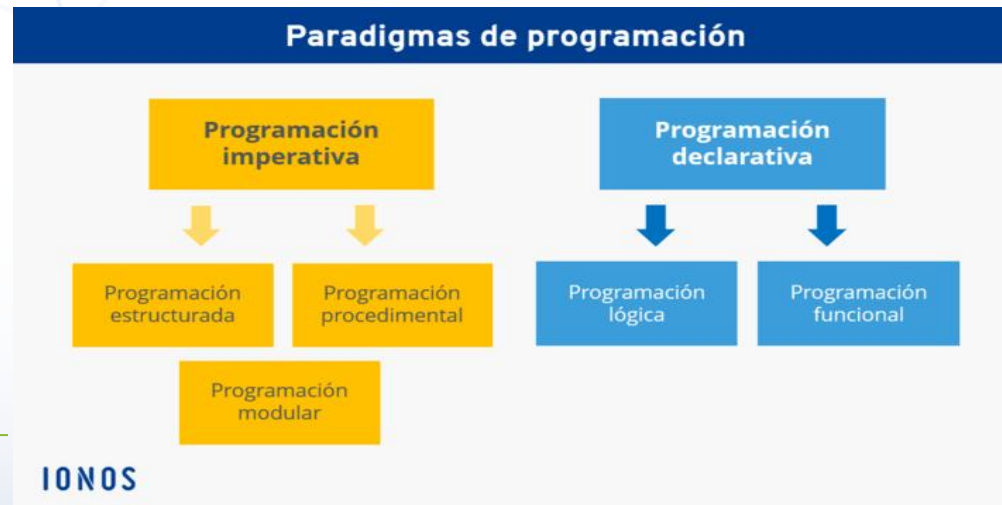 Paradigmas de programación
Programación
imperativa
Programación
declarativa
Programación
estructurada
Programación
procedimental
Programación
lógica
Programación
funcional
Programación
modular
IONOS